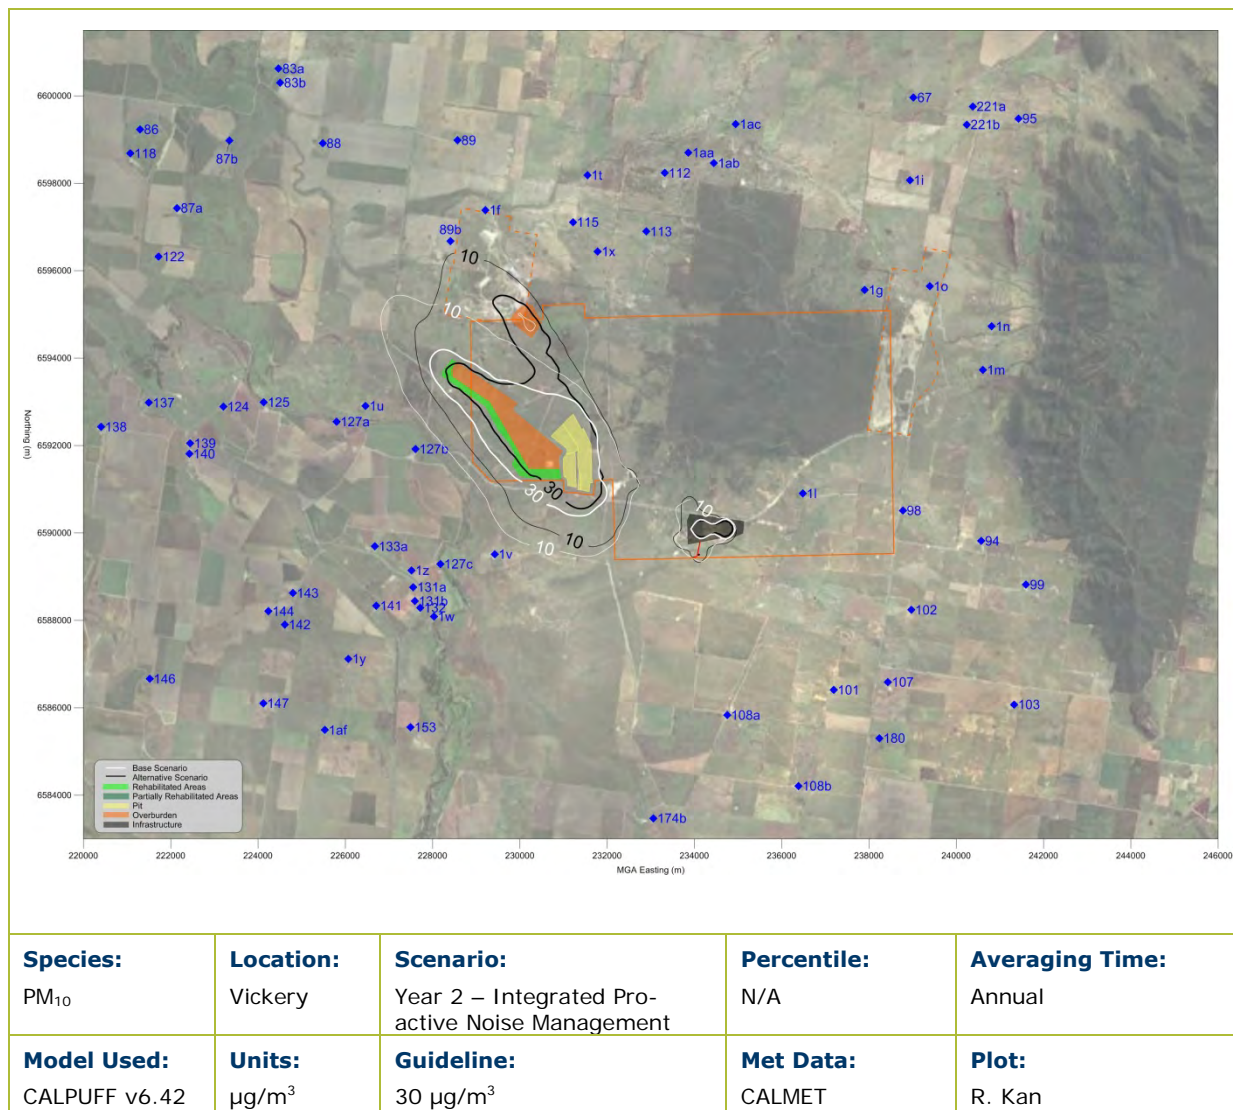 83a
83b
6600000
67
221a
221b
95
86
118
87b
88
89
1ac
1aa
1ab
112
6598000
1t
1i
87a
1f
89b
115
113
1x
122
10
6596000
1g
1o
10
1n
6594000
1m
137
124
125
1u
127a
138
139
140
127b
6592000
30
30
10
1l
98
6590000
10
10
94
133a
1v
127c
1z
131a
131b
132
1w
143
144
142
141
99
102
6588000
1y
146
147
1af
153
6586000
101
107
103
108a
180
108b
174b
6584000
Northing (m)
Base Scenario
Alternative Scenario
Rehabilitated Areas
Partially Rehabilitated Areas
Pit
Overburden
Infrastructure
220000 222000 224000 226000 228000 230000 232000 234000 236000 238000 240000 242000 244000 246000
MGA Easting (m)
Species: Location: Scenario: Percentile: Averaging Time:
PM₁₀ Vickery Year 2 – Integrated Pro- N/A Annual
active Noise Management
Model Used: Units: Guideline: Met Data: Plot:
CALPUFF v6.42 µg/m³ 30 µg/m³ CALMET R. Kan